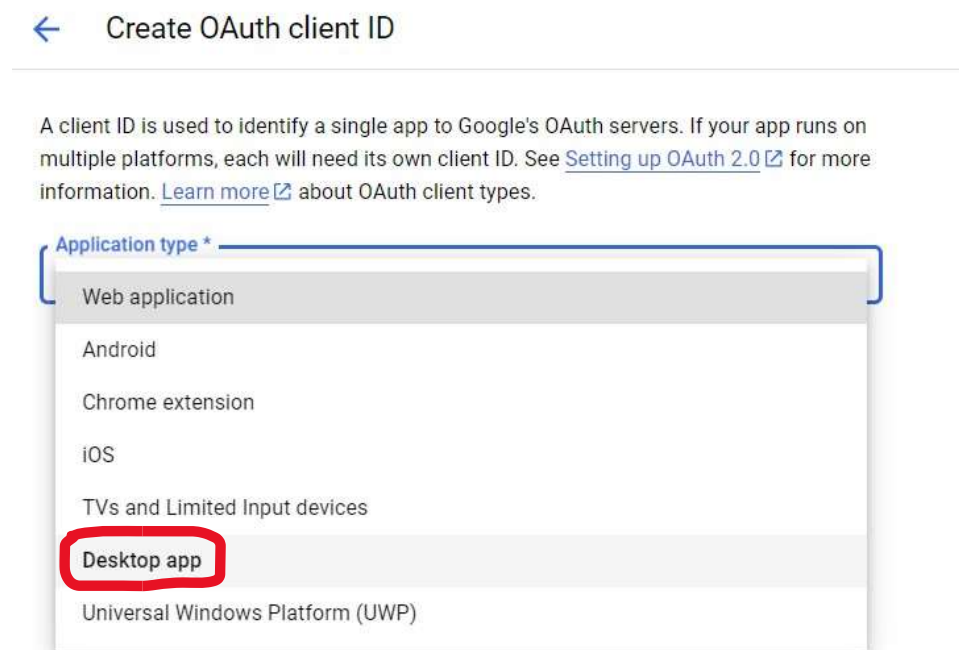 Create OAuth client ID
A client ID is used to identify a single app to Google's OAuth servers. If your app runs on
multiple platforms, each will need its own client ID. See Setting up OAuth 2.0 for more
information. Learn more about OAuth client types.
Application type *
Web application
Android
Chrome extension
iOS
TVs and Limited Input devices
Desktop app
Universal Windows Platform (UWP)